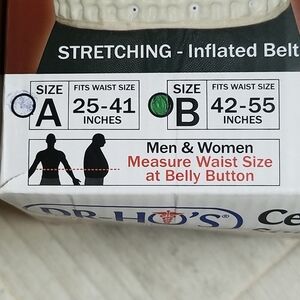 STRETCHING - Inflated Belt
SIZE A FITS WAIST SIZE 25-41 INCHES
SIZE B FITS WAIST SIZE 42-55 INCHES
Men & Women
Measure Waist Size
at Belly Button
DR-HO'S® Ce